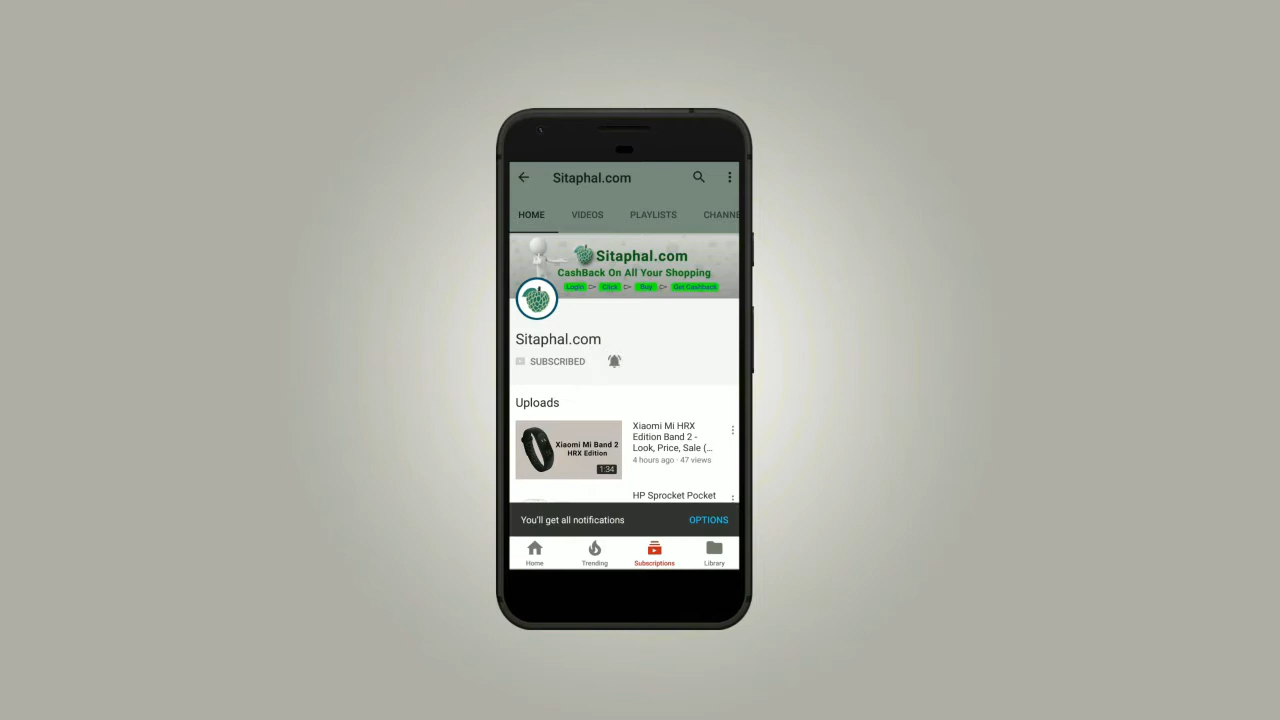 Sitaphal.com
HOME VIDEOS PLAYLISTS CHANNE
Sitaphal.com
CashBack On All Your Shopping
Login Click Buy Get Cashback
Sitaphal.com
SUBSCRIBED
Uploads
Xiaomi Mi Band 2
HRX Edition
1:34
Xiaomi Mi HRX
Edition Band 2 -
Look, Price, Sale (...
4 hours ago · 47 views
HP Sprocket Pocket
You'll get all notifications OPTIONS
Home Trending Subscriptions Library